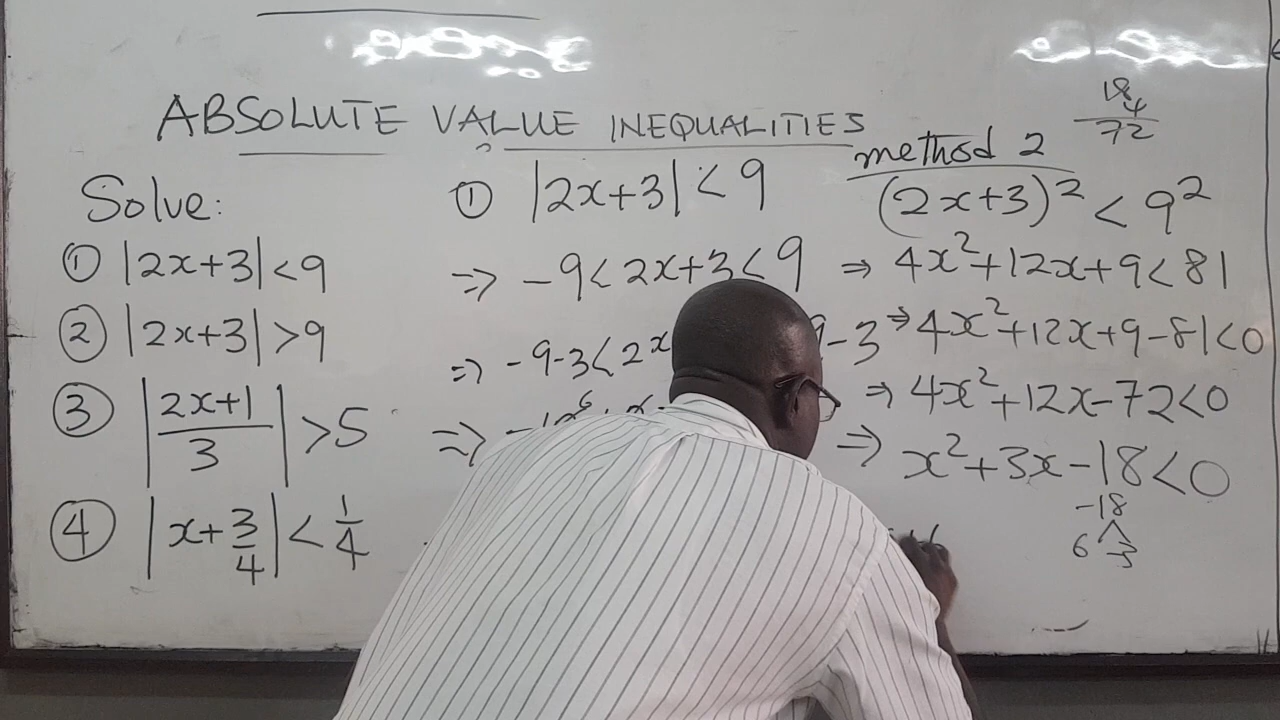 ABSOLUTE VALUE INEQUALITIES
Solve:
① |2x+3|<9
② |2x+3|>9
③ |2x+1/3|>5
④ |x+3/4|<1/4
① |2x+3|<9
⇒ -9<2x+3<9
⇒ -9-3<2x 9-3
⇒
method 2
(2x+3)²<9²
⇒ 4x²+12x+9<81
⇒ 4x²+12x+9-81<0
⇒ 4x²+12x-72<0
⇒ x²+3x-18<0
-18
6 -3
18
4
72